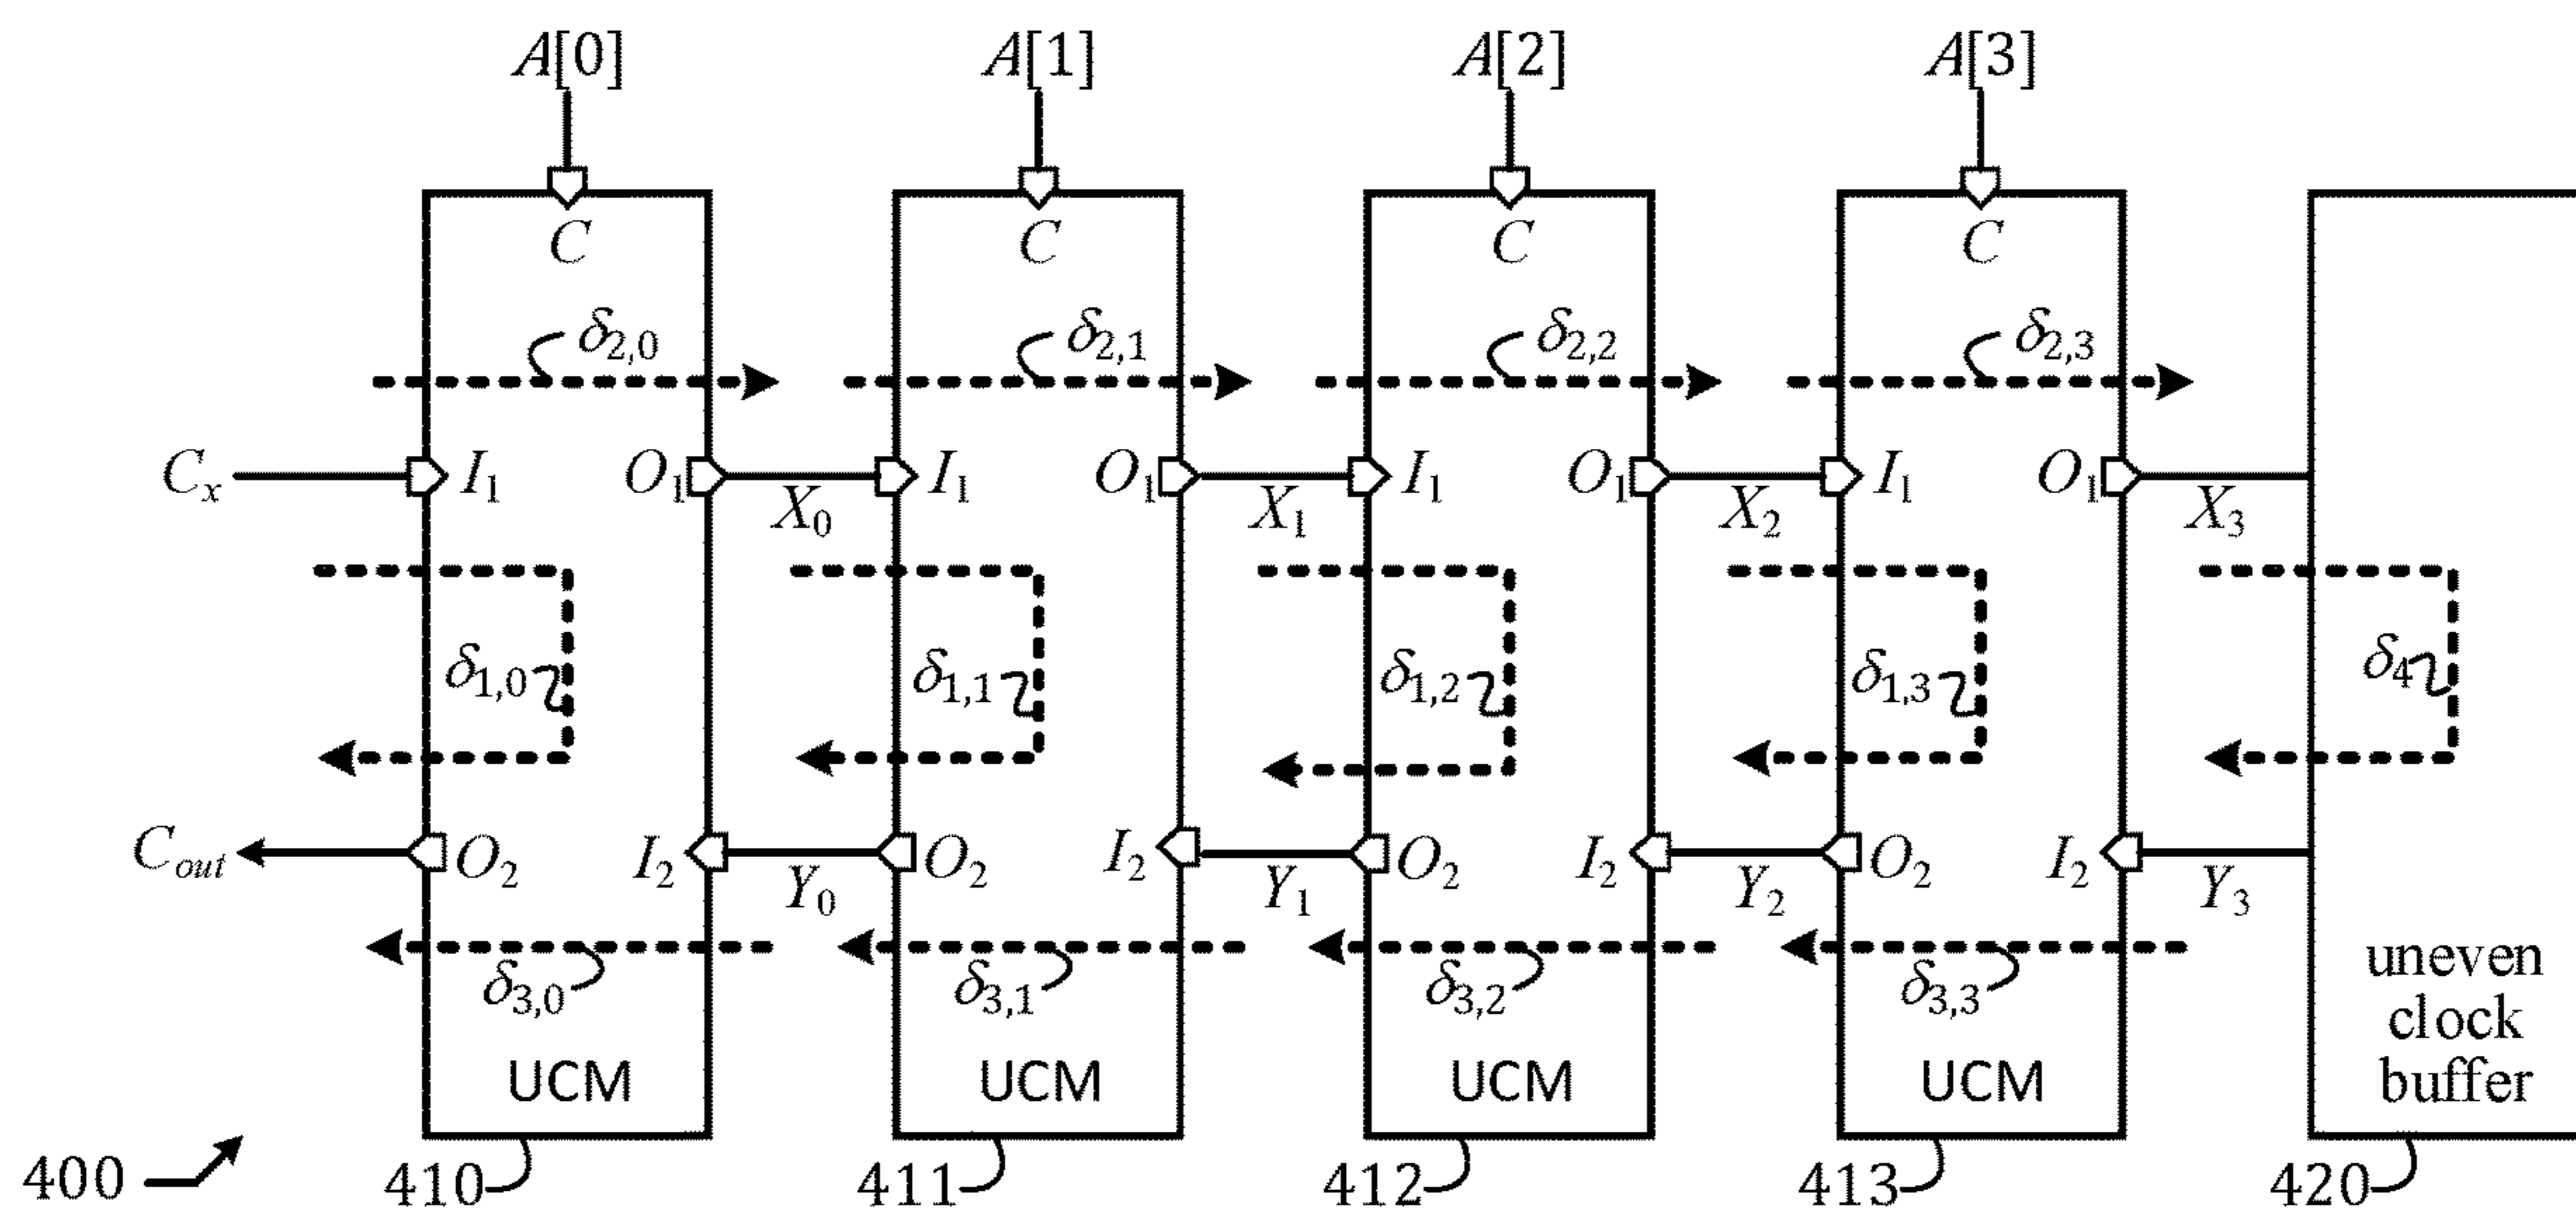 A[0] A[1] A[2] A[3]
C C C C
δ2,0 δ2,1 δ2,2 δ2,3
Cx I1 O1 I1 O1 I1 O1 I1 O1
X0 X1 X2 X3
δ1,0 δ1,1 δ1,2 δ1,3 δ4
Cout O2 I2 O2 I2 O2 I2 O2 I2
Y0 Y1 Y2 Y3
δ3,0 δ3,1 δ3,2 δ3,3
uneven
clock
buffer
UCM UCM UCM UCM
400 410 411 412 413 420